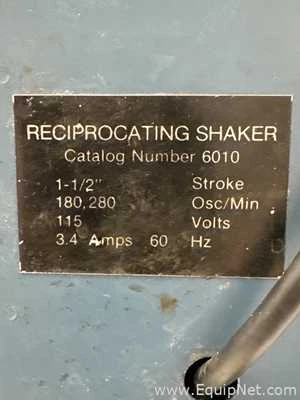 RECIPROCATING SHAKER
Catalog Number 6010
1-1/2" Stroke
180,280 Osc/Min
115 Volts
3.4 Amps 60 Hz
www.EquipNet.com